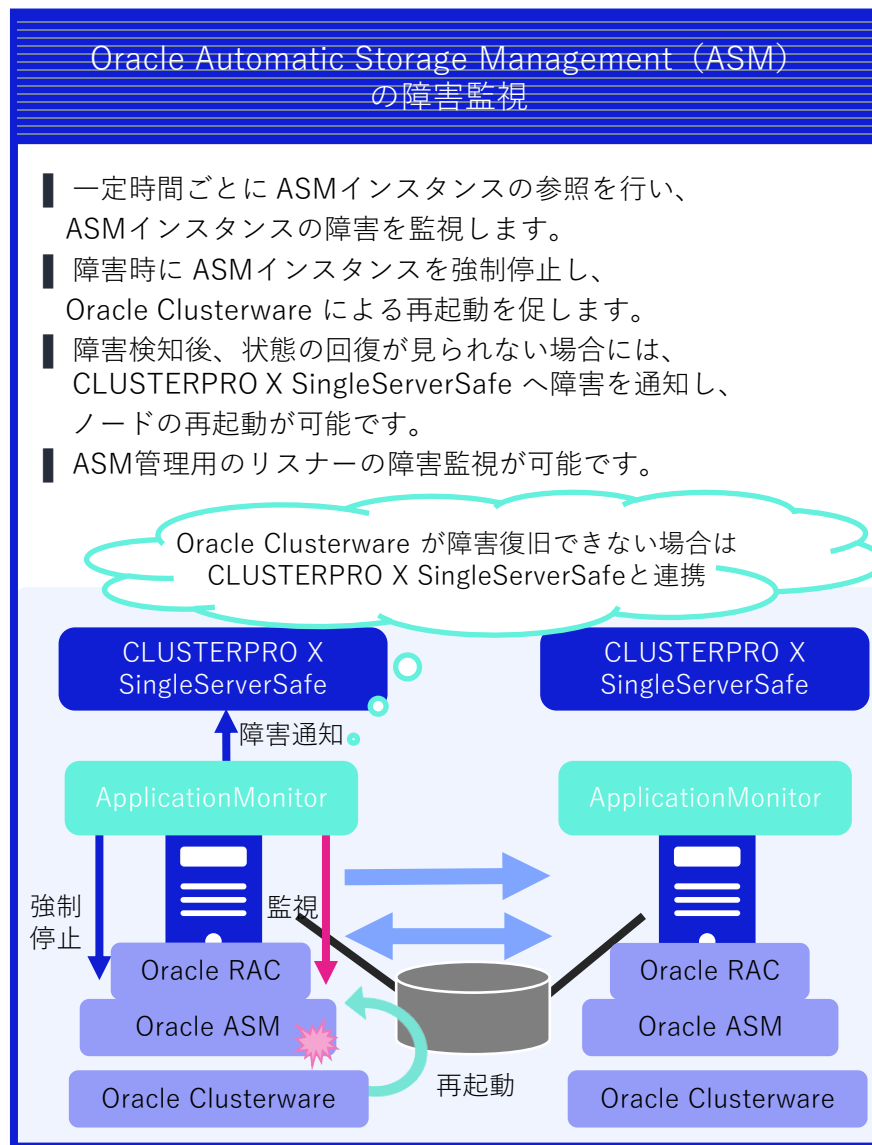 Oracle Automatic Storage Management（ASM）
の障害監視
一定時間ごとに ASMインスタンスの参照を行い、
ASMインスタンスの障害を監視します。
障害時に ASMインスタンスを強制停止し、
Oracle Clusterware による再起動を促します。
障害検知後、状態の回復が見られない場合には、
CLUSTERPRO X SingleServerSafe へ障害を通知し、
ノードの再起動が可能です。
ASM管理用のリスナーの障害監視が可能です。
Oracle Clusterware が障害復旧できない場合は
CLUSTERPRO X SingleServerSafeと連携
CLUSTERPRO X
SingleServerSafe
CLUSTERPRO X
SingleServerSafe
障害通知
ApplicationMonitor
ApplicationMonitor
強制
停止
監視
Oracle RAC
Oracle RAC
Oracle ASM
Oracle ASM
再起動
Oracle Clusterware
Oracle Clusterware